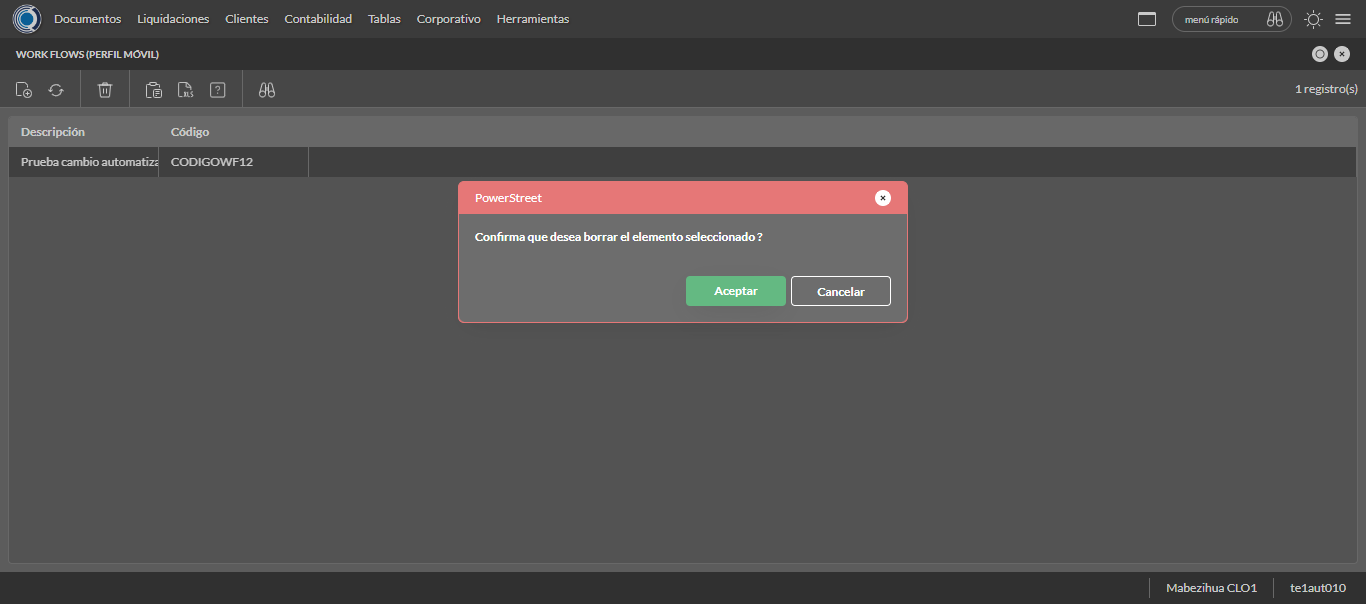 Documentos Liquidaciones Clientes Contabilidad Tablas Corporativo Herramientas menú rápido
WORK FLOWS (PERFIL MÓVIL)
XLS ? 1 registro(s)
Descripción Código
Prueba cambio automatiza CODIGOWF12
PowerStreet
Confirma que desea borrar el elemento seleccionado ?
Aceptar Cancelar
Mabezihua CLO1 te1aut010